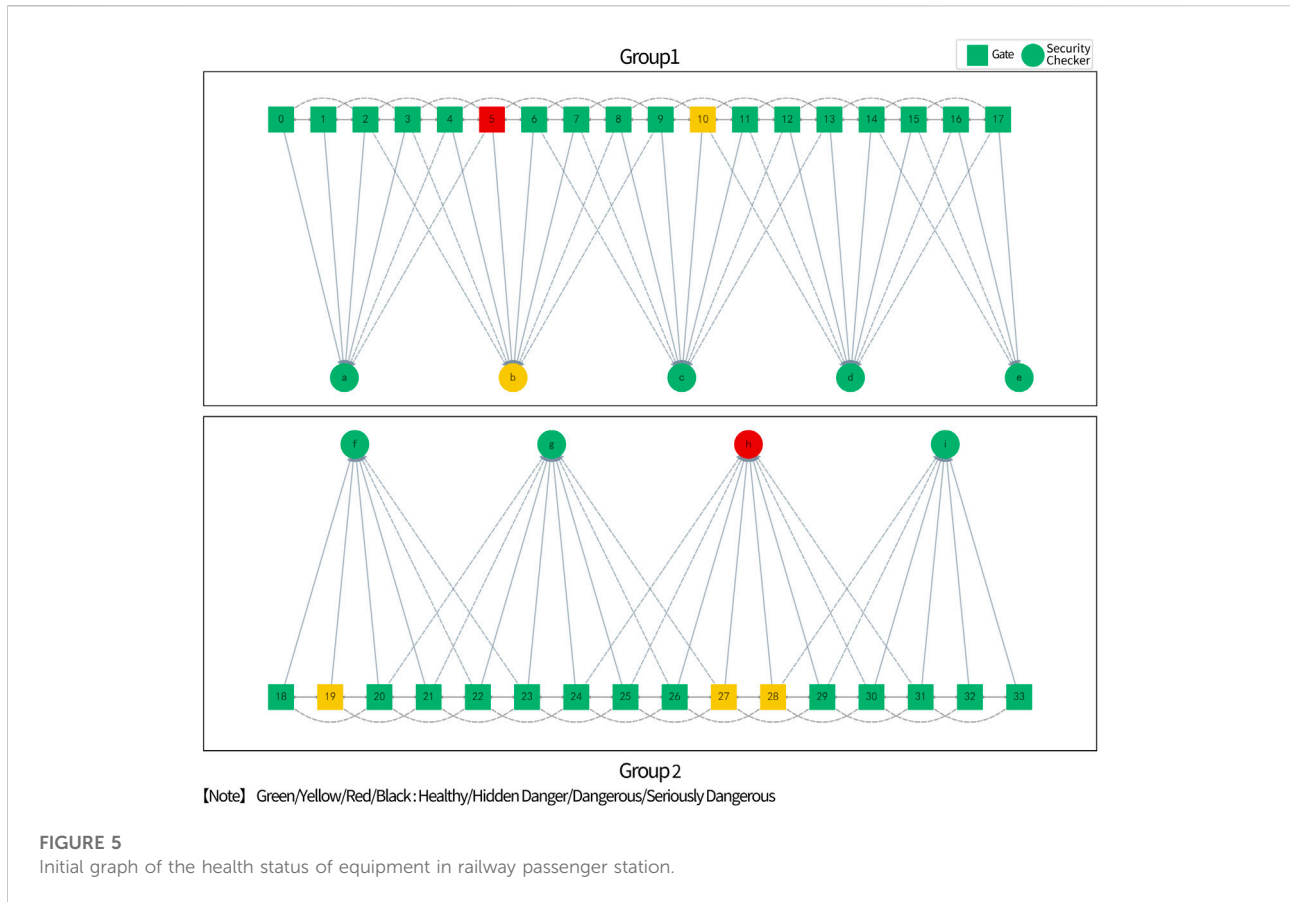 Group1
Gate
Security
Checker
0 1 2 3 4 5 6 7 8 9 10 11 12 13 14 15 16 17
a b c d e
f g h i
18 19 20 21 22 23 24 25 26 27 28 29 30 31 32 33
Group 2
【Note】 Green/Yellow/Red/Black : Healthy/Hidden Danger/Dangerous/Seriously Dangerous
FIGURE 5
Initial graph of the health status of equipment in railway passenger station.